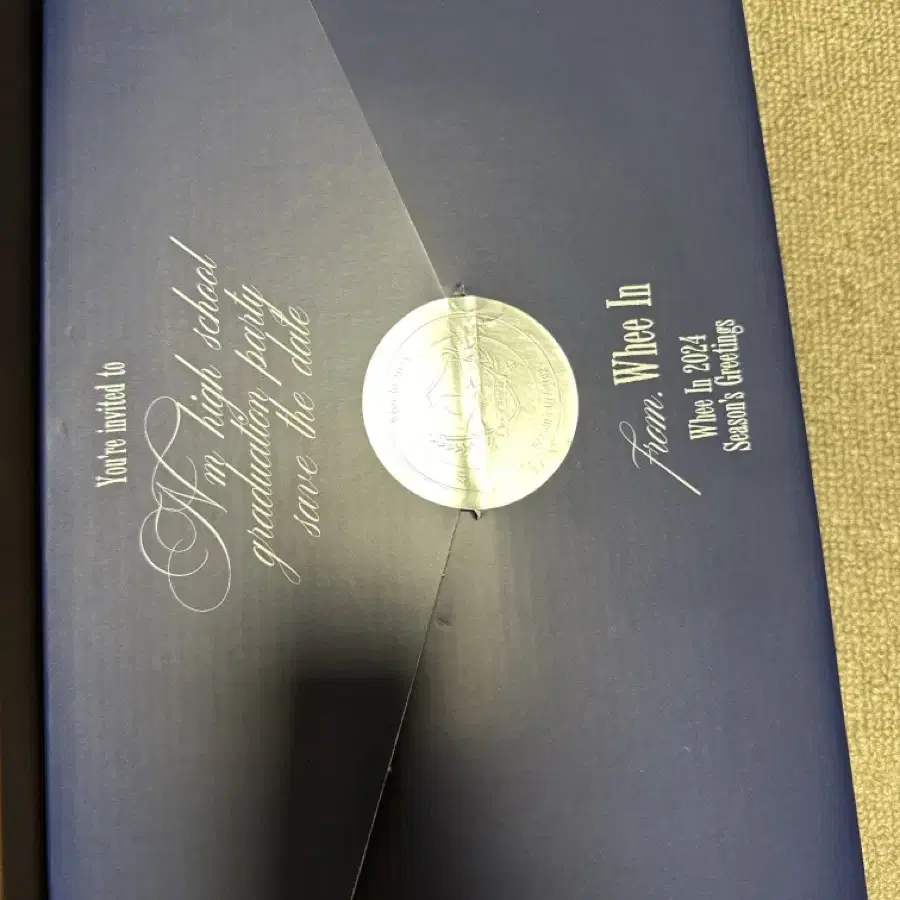 You're invited to
N high school
graduation party
save the date
From. Whee In
Whee In 2024
Season's Greetings